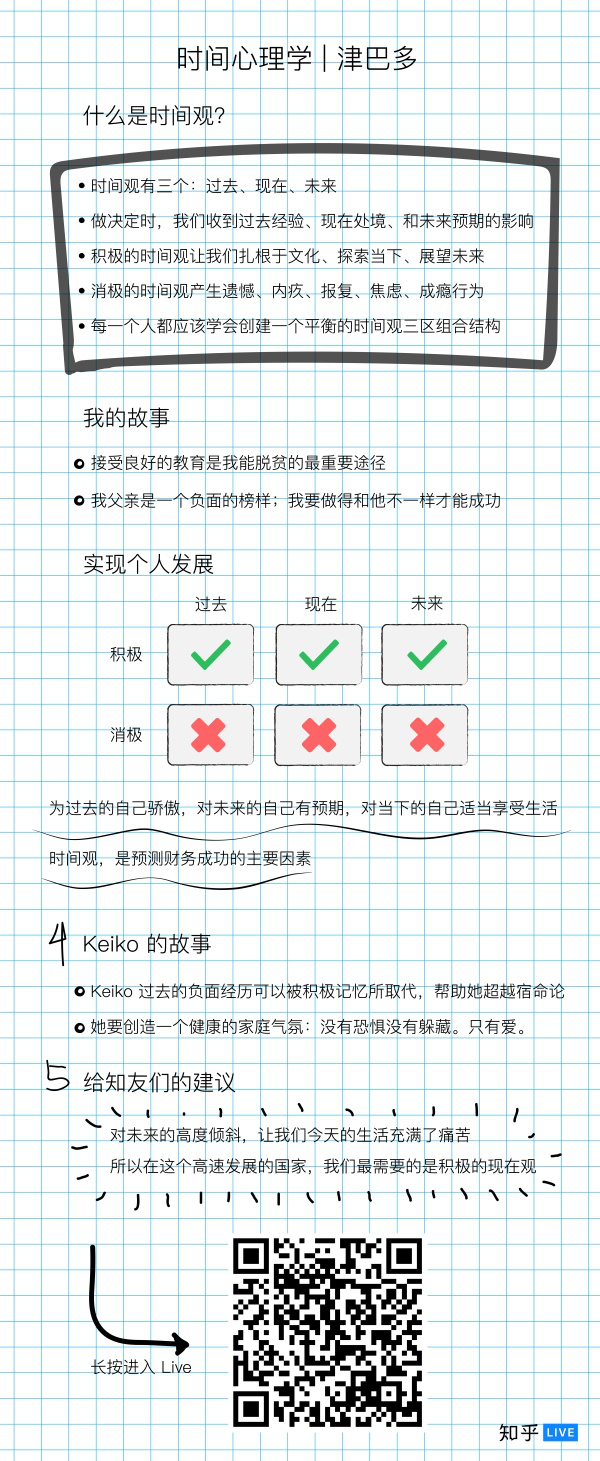 时间心理学 | 津巴多
什么是时间观？
• 时间观有三个：过去、现在、未来
• 做决定时，我们收到过去经验、现在处境、和未来预期的影响
• 积极的时间观让我们扎根于文化、探索当下、展望未来
• 消极的时间观产生遗憾、内疚、报复、焦虑、成瘾行为
• 每一个人都应该学会创建一个平衡的时间观三区组合结构
我的故事
接受良好的教育是我能脱贫的最重要途径
我父亲是一个负面的榜样；我要做得和他不一样才能成功
实现个人发展
过去 现在 未来
积极
消极
为过去的自己骄傲，对未来的自己有预期，对当下的自己适当享受生活
时间观，是预测财务成功的主要因素
4 Keiko 的故事
Keiko 过去的负面经历可以被积极记忆所取代，帮助她超越宿命论
她要创造一个健康的家庭气氛：没有恐惧没有躲藏。只有爱。
5 给知友们的建议
对未来的高度倾斜，让我们今天的生活充满了痛苦
所以在这个高速发展的国家，我们最需要的是积极的现在观
长按进入 Live
知乎 LIVE